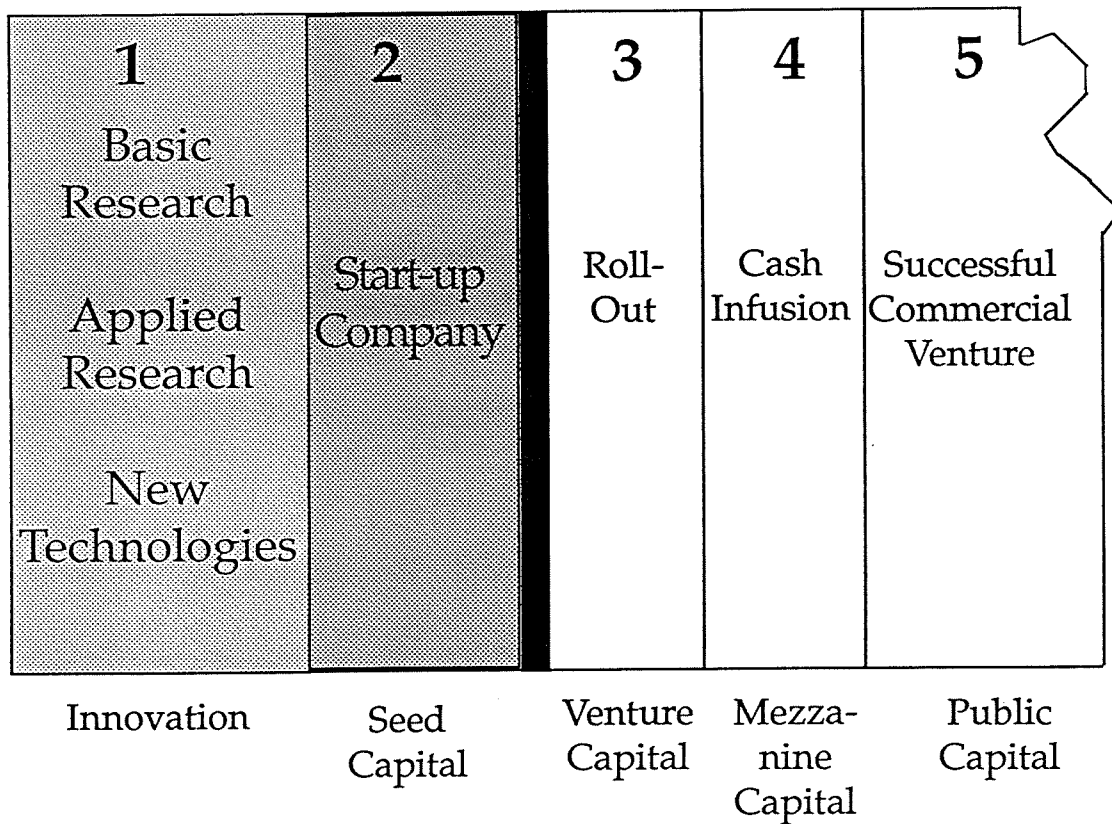 1
Basic
Research
Applied
Research
New
Technologies
Innovation
2
Start-up
Company
Seed
Capital
3
Roll-
Out
Venture
Capital
4
Cash
Infusion
Mezza-
nine
Capital
5
Successful
Commercial
Venture
Public
Capital